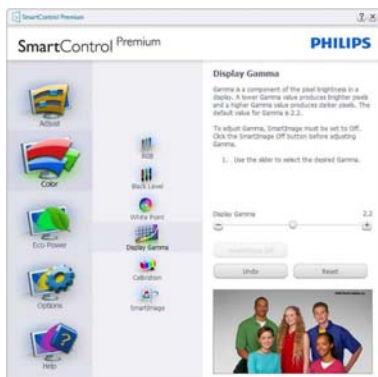 SmartControl Premium
SmartControl Premium
PHILIPS
Adjust
Color
Eco Power
Options
Help
RGB
Black Level
White Point
Display Gamma
Calibration
SmartImage
Display Gamma
Gamma is a component of the pixel brightness in a
display. A lower Gamma value produces brighter pixels
and a higher Gamma value produces darker pixels. The
default value for Gamma is 2.2.
To adjust Gamma, SmartImage must be set to Off.
Click the SmartImage Off button before adjusting
Gamma.
1. Use the slider to select the desired Gamma.
Display Gamma 2.2
SmartImage Off
Undo Reset